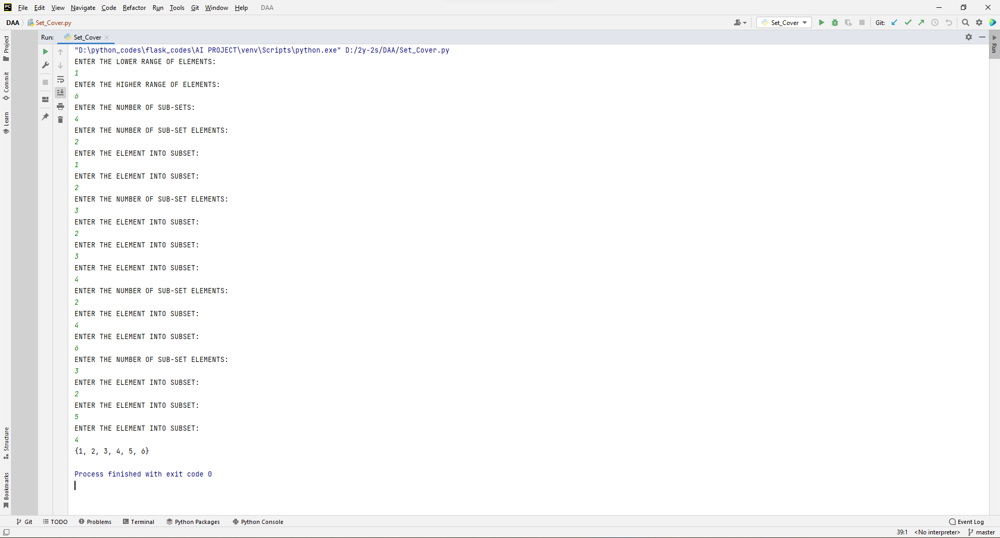 PC File Edit View Navigate Code Refactor Run Tools Git Window Help DAA
DAA Set_Cover.py Set_Cover Git:
Run: Set_Cover
Project
Commit
Learn
Structure
Bookmarks
Run
"D:\python_codes\flask_codes\AI PROJECT\venv\Scripts\python.exe" D:/2y-2s/DAA/Set_Cover.py
ENTER THE LOWER RANGE OF ELEMENTS:
1
ENTER THE HIGHER RANGE OF ELEMENTS:
6
ENTER THE NUMBER OF SUB-SETS:
4
ENTER THE NUMBER OF SUB-SET ELEMENTS:
2
ENTER THE ELEMENT INTO SUBSET:
1
ENTER THE ELEMENT INTO SUBSET:
2
ENTER THE NUMBER OF SUB-SET ELEMENTS:
3
ENTER THE ELEMENT INTO SUBSET:
2
ENTER THE ELEMENT INTO SUBSET:
3
ENTER THE ELEMENT INTO SUBSET:
4
ENTER THE NUMBER OF SUB-SET ELEMENTS:
2
ENTER THE ELEMENT INTO SUBSET:
4
ENTER THE ELEMENT INTO SUBSET:
6
ENTER THE NUMBER OF SUB-SET ELEMENTS:
3
ENTER THE ELEMENT INTO SUBSET:
2
ENTER THE ELEMENT INTO SUBSET:
5
ENTER THE ELEMENT INTO SUBSET:
4
{1, 2, 3, 4, 5, 6}
Process finished with exit code 0
Git TODO Problems Terminal Python Packages Python Console Event Log
39:1 <No interpreter> master